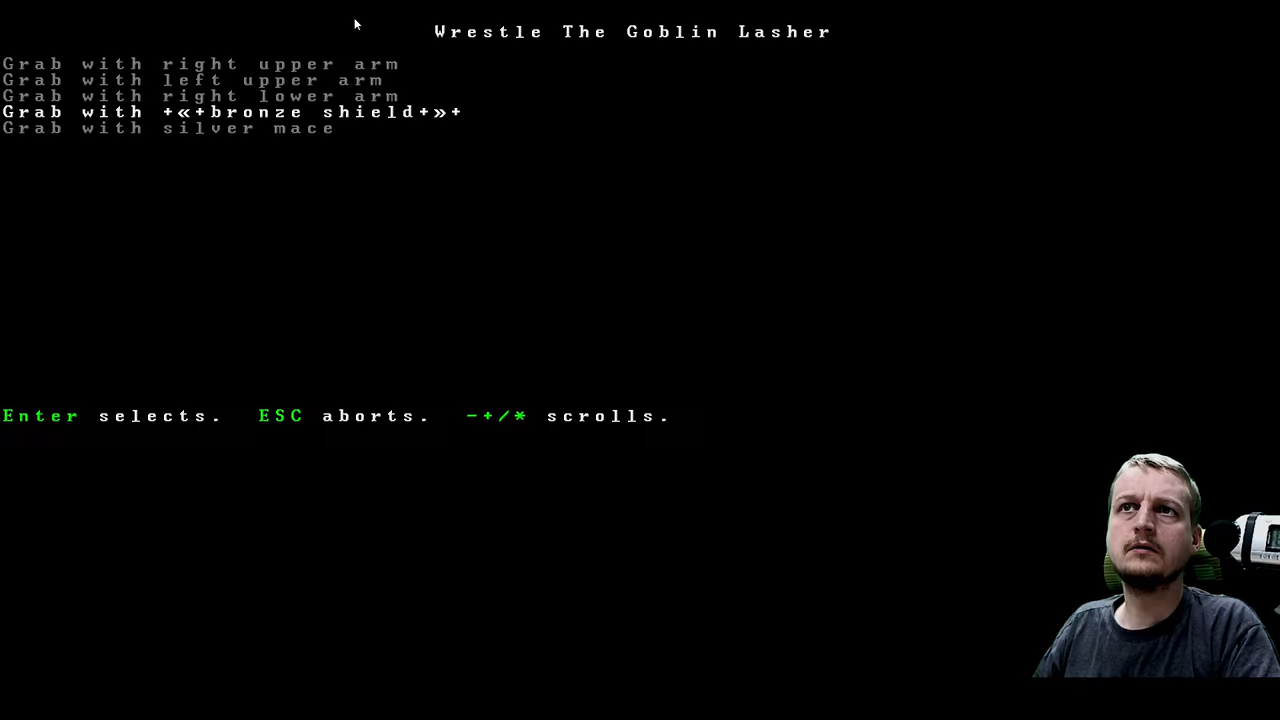 Wrestle The Goblin Lasher
Grab with right upper arm
Grab with left upper arm
Grab with right lower arm
Grab with +«+bronze shield+»+
Grab with silver mace
Enter selects. ESC aborts. -+/* scrolls.